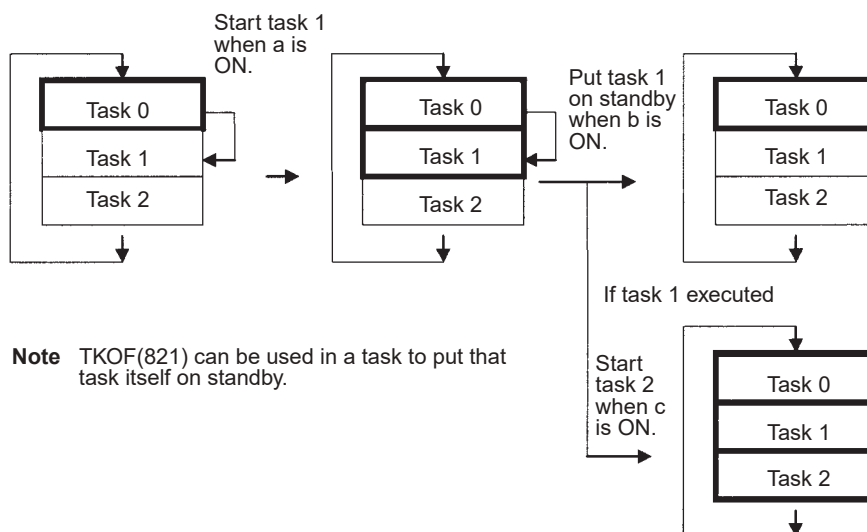 Start task 1
when a is
ON.
Task 0
Task 1
Task 2
Task 0
Task 1
Task 2
Put task 1
on standby
when b is
ON.
Task 0
Task 1
Task 2
If task 1 executed
Note TKOF(821) can be used in a task to put that
task itself on standby.
Start
task 2
when c
is ON.
Task 0
Task 1
Task 2